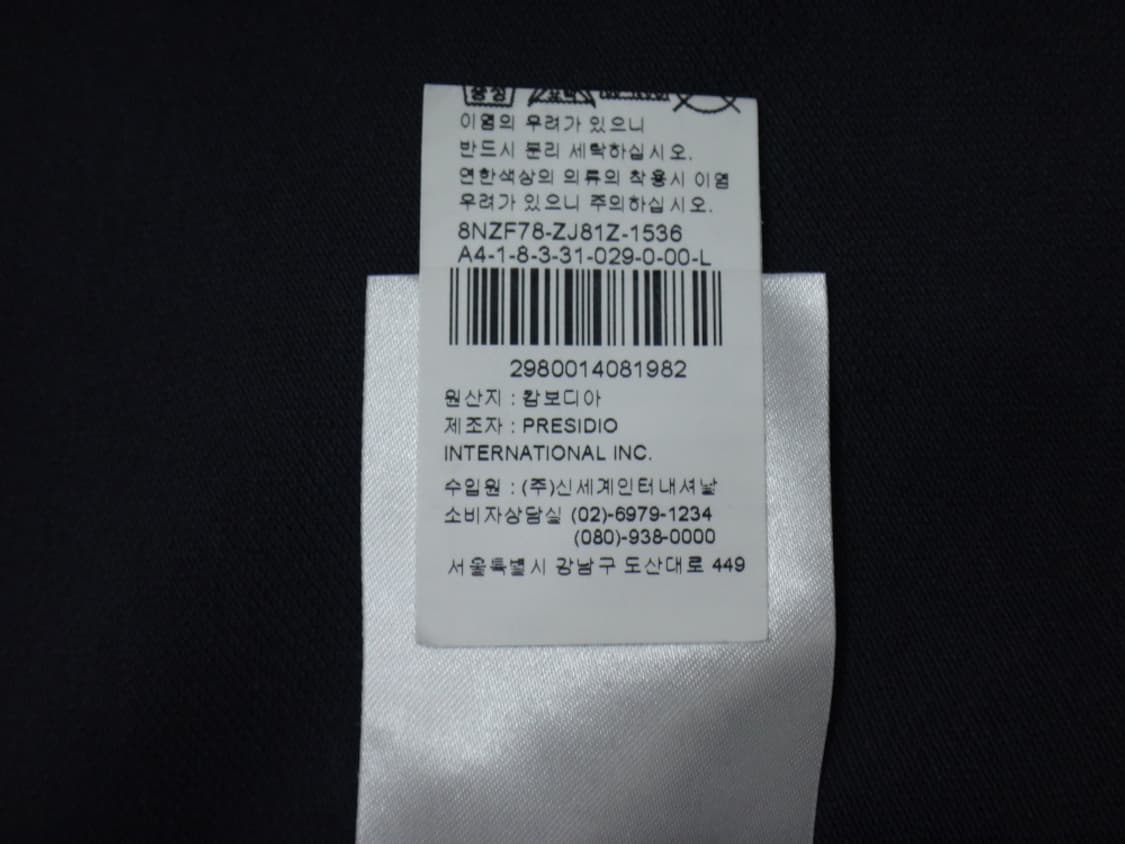 중성
이염의 우려가 있으니
반드시 분리 세탁하십시오.
연한색상의 의류의 착용시 이염
우려가 있으니 주의하십시오.
8NZF78-ZJ81Z-1536
A4-1-8-3-31-029-0-00-L
2980014081982
원산지 : 캄보디아
제조자 : PRESIDIO
INTERNATIONAL INC.
수입원 : (주)신세계인터내셔날
소비자상담실 (02)-6979-1234
(080)-938-0000
서울특별시 강남구 도산대로 449